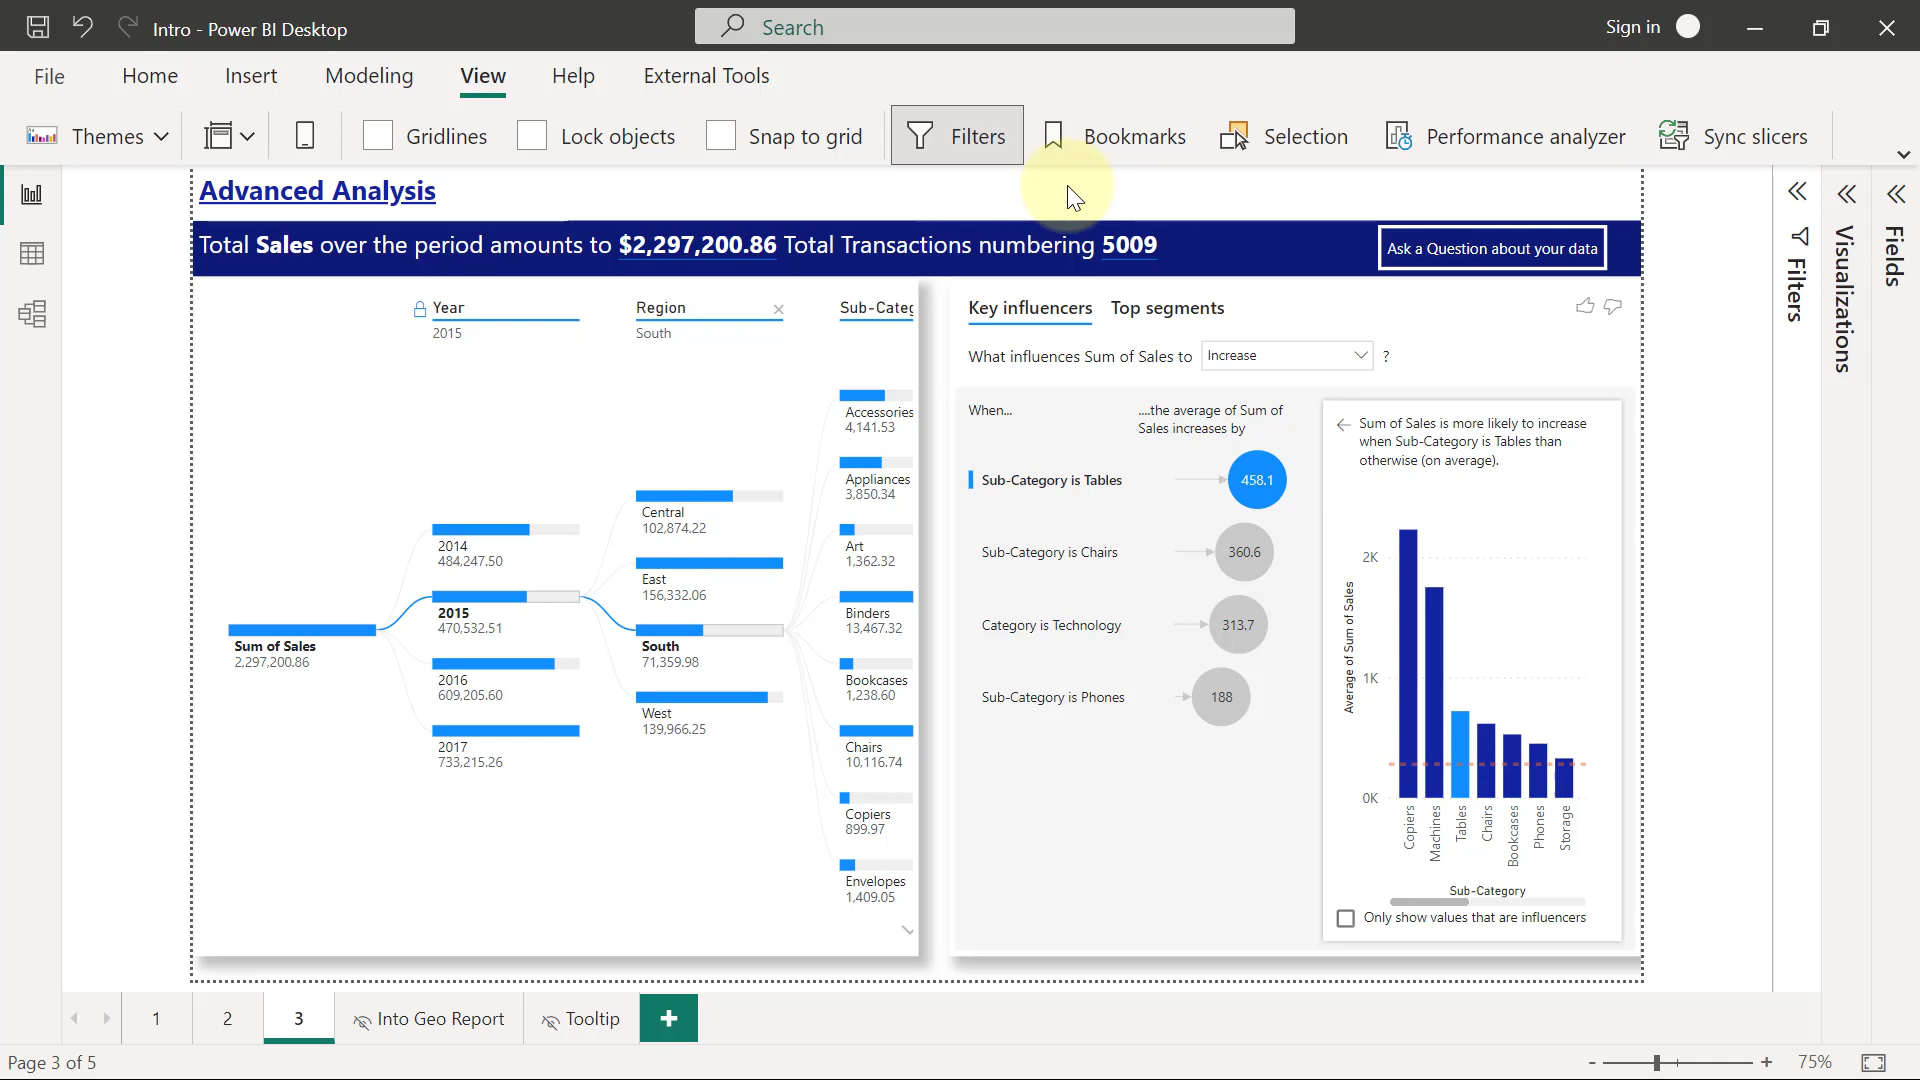 Intro - Power BI Desktop
Search
Sign in
File Home Insert Modeling View Help External Tools
Themes Gridlines Lock objects Snap to grid Filters Bookmarks Selection Performance analyzer Sync slicers
Advanced Analysis
Total Sales over the period amounts to $2,297,200.86 Total Transactions numbering 5009
Ask a Question about your data
Year
2015
Region
South
Sub-Categ
Sum of Sales
2,297,200.86
2014
484,247.50
2015
470,532.51
2016
609,205.60
2017
733,215.26
Central
102,874.22
East
156,332.06
South
71,359.98
West
139,966.25
Accessories
4,141.53
Appliances
3,850.34
Art
1,362.32
Binders
13,467.32
Bookcases
1,238.60
Chairs
10,116.74
Copiers
899.97
Envelopes
1,409.05
Key influencers Top segments
What influences Sum of Sales to Increase ?
When...
....the average of Sum of
Sales increases by
Sub-Category is Tables 458.1
Sub-Category is Chairs 360.6
Category is Technology 313.7
Sub-Category is Phones 188
Sum of Sales is more likely to increase
when Sub-Category is Tables than
otherwise (on average).
Average of Sum of Sales
2K
1K
0K
Copiers
Machines
Tables
Chairs
Bookcases
Phones
Storage
Sub-Category
Only show values that are influencers
Filters
Visualizations
Fields
1 2 3 Into Geo Report Tooltip +
Page 3 of 5
- + 75%